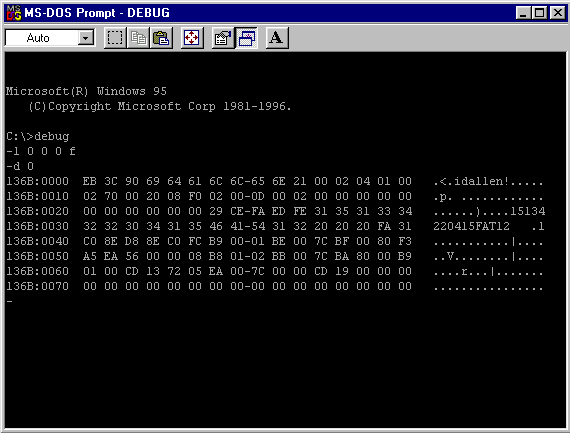 MS-DOS Prompt - DEBUG
Auto
A
Microsoft(R) Windows 95
(C)Copyright Microsoft Corp 1981-1996.
C:\>debug
-l 0 0 0 f
-d 0
136B:0000 EB 3C 90 69 64 61 6C 6C-65 6E 21 00 02 04 01 00 .<.idallen!.....
136B:0010 02 70 00 20 08 F0 02 00-0D 00 02 00 00 00 00 00 .p. ............
136B:0020 00 00 00 00 00 00 29 CE-FA ED FE 31 35 31 33 34 ......)....15134
136B:0030 32 32 30 34 31 35 46 41-54 31 32 20 20 20 FA 31 220415FAT12 .1
136B:0040 C0 8E D8 8E C0 FC B9 00-01 BE 00 7C BF 00 80 F3 ...........|....
136B:0050 A5 EA 56 00 00 08 B8 01-02 BB 00 7C BA 80 00 B9 ..V........|....
136B:0060 01 00 CD 13 72 05 EA 00-7C 00 00 CD 19 00 00 00 ....r...|.......
136B:0070 00 00 00 00 00 00 00 00-00 00 00 00 00 00 00 00 ................
-